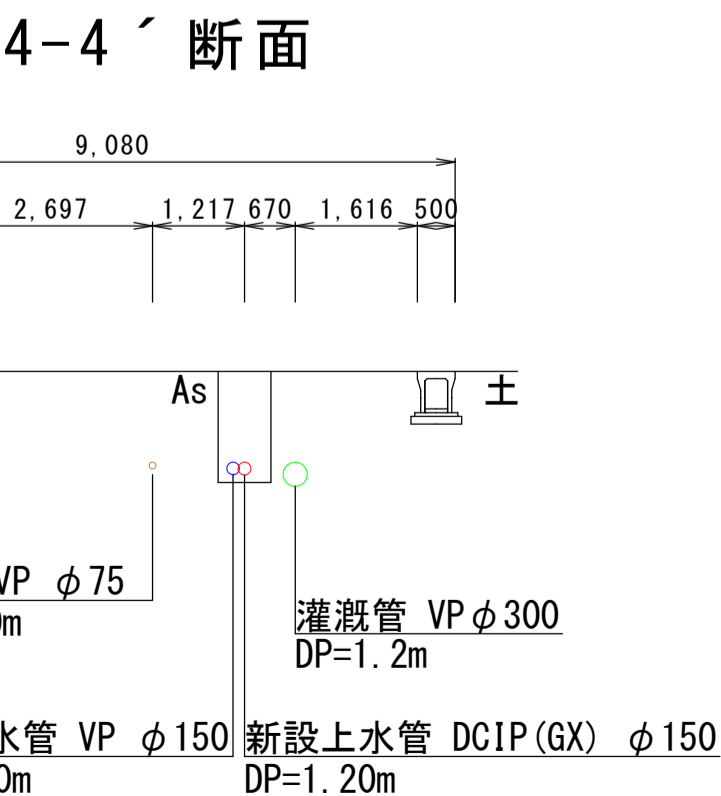 4-4´断面
9,080
2,697 1,217 670 1,616 500
As 土
VP φ75
m
灌漑管 VPφ300
DP=1.2m
水管 VP φ150
0m
新設上水管 DCIP(GX) φ150
DP=1.20m